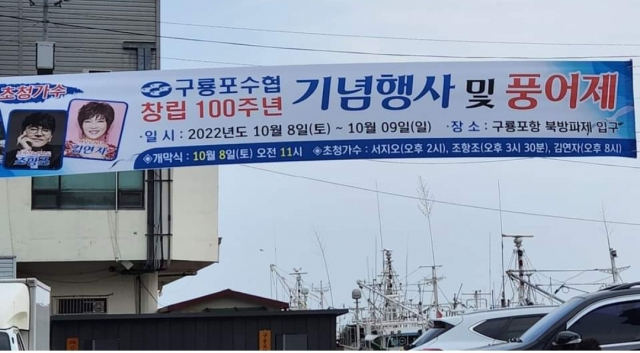 초청가수
김연자
구룡포수협
창립 100주년
기념행사 및 풍어제
·일 시 : 2022년도 10월 8일(토) ~ 10월 09일(일) ·장 소 : 구룡포항 북방파제 입구
◈개막식 : 10월 8일(토) 오전 11시 ◈초청가수 : 서지오(오후 2시), 조항조(오후 3시 30분), 김연자(오후 8시)